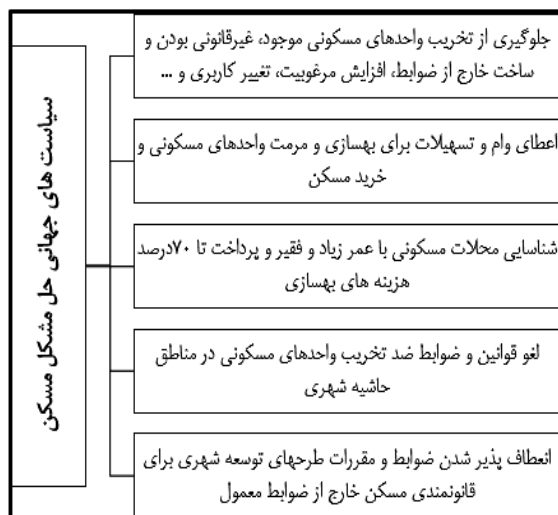 سیاست های جهانی حل مشکل مسکن
جلوگیری از تخریب واحدهای مسکونی موجود، غیرقانونی بودن و
ساخت خارج از ضوابط، افزایش مرغوبیت، تغییر کاربری و ...
اعطای وام و تسهیلات برای بهسازی و مرمت واحدهای مسکونی و
خرید مسکن
شناسایی محلات مسکونی با عمر زیاد و فقیر و پرداخت تا ۷۰درصد
هزینه های بهسازی
لغو قوانین و ضوابط ضد تخریب واحدهای مسکونی در مناطق
حاشیه شهری
انعطاف پذیر شدن ضوابط و مقررات طرحهای توسعه شهری برای
قانونمندی مسکن خارج از ضوابط معمول